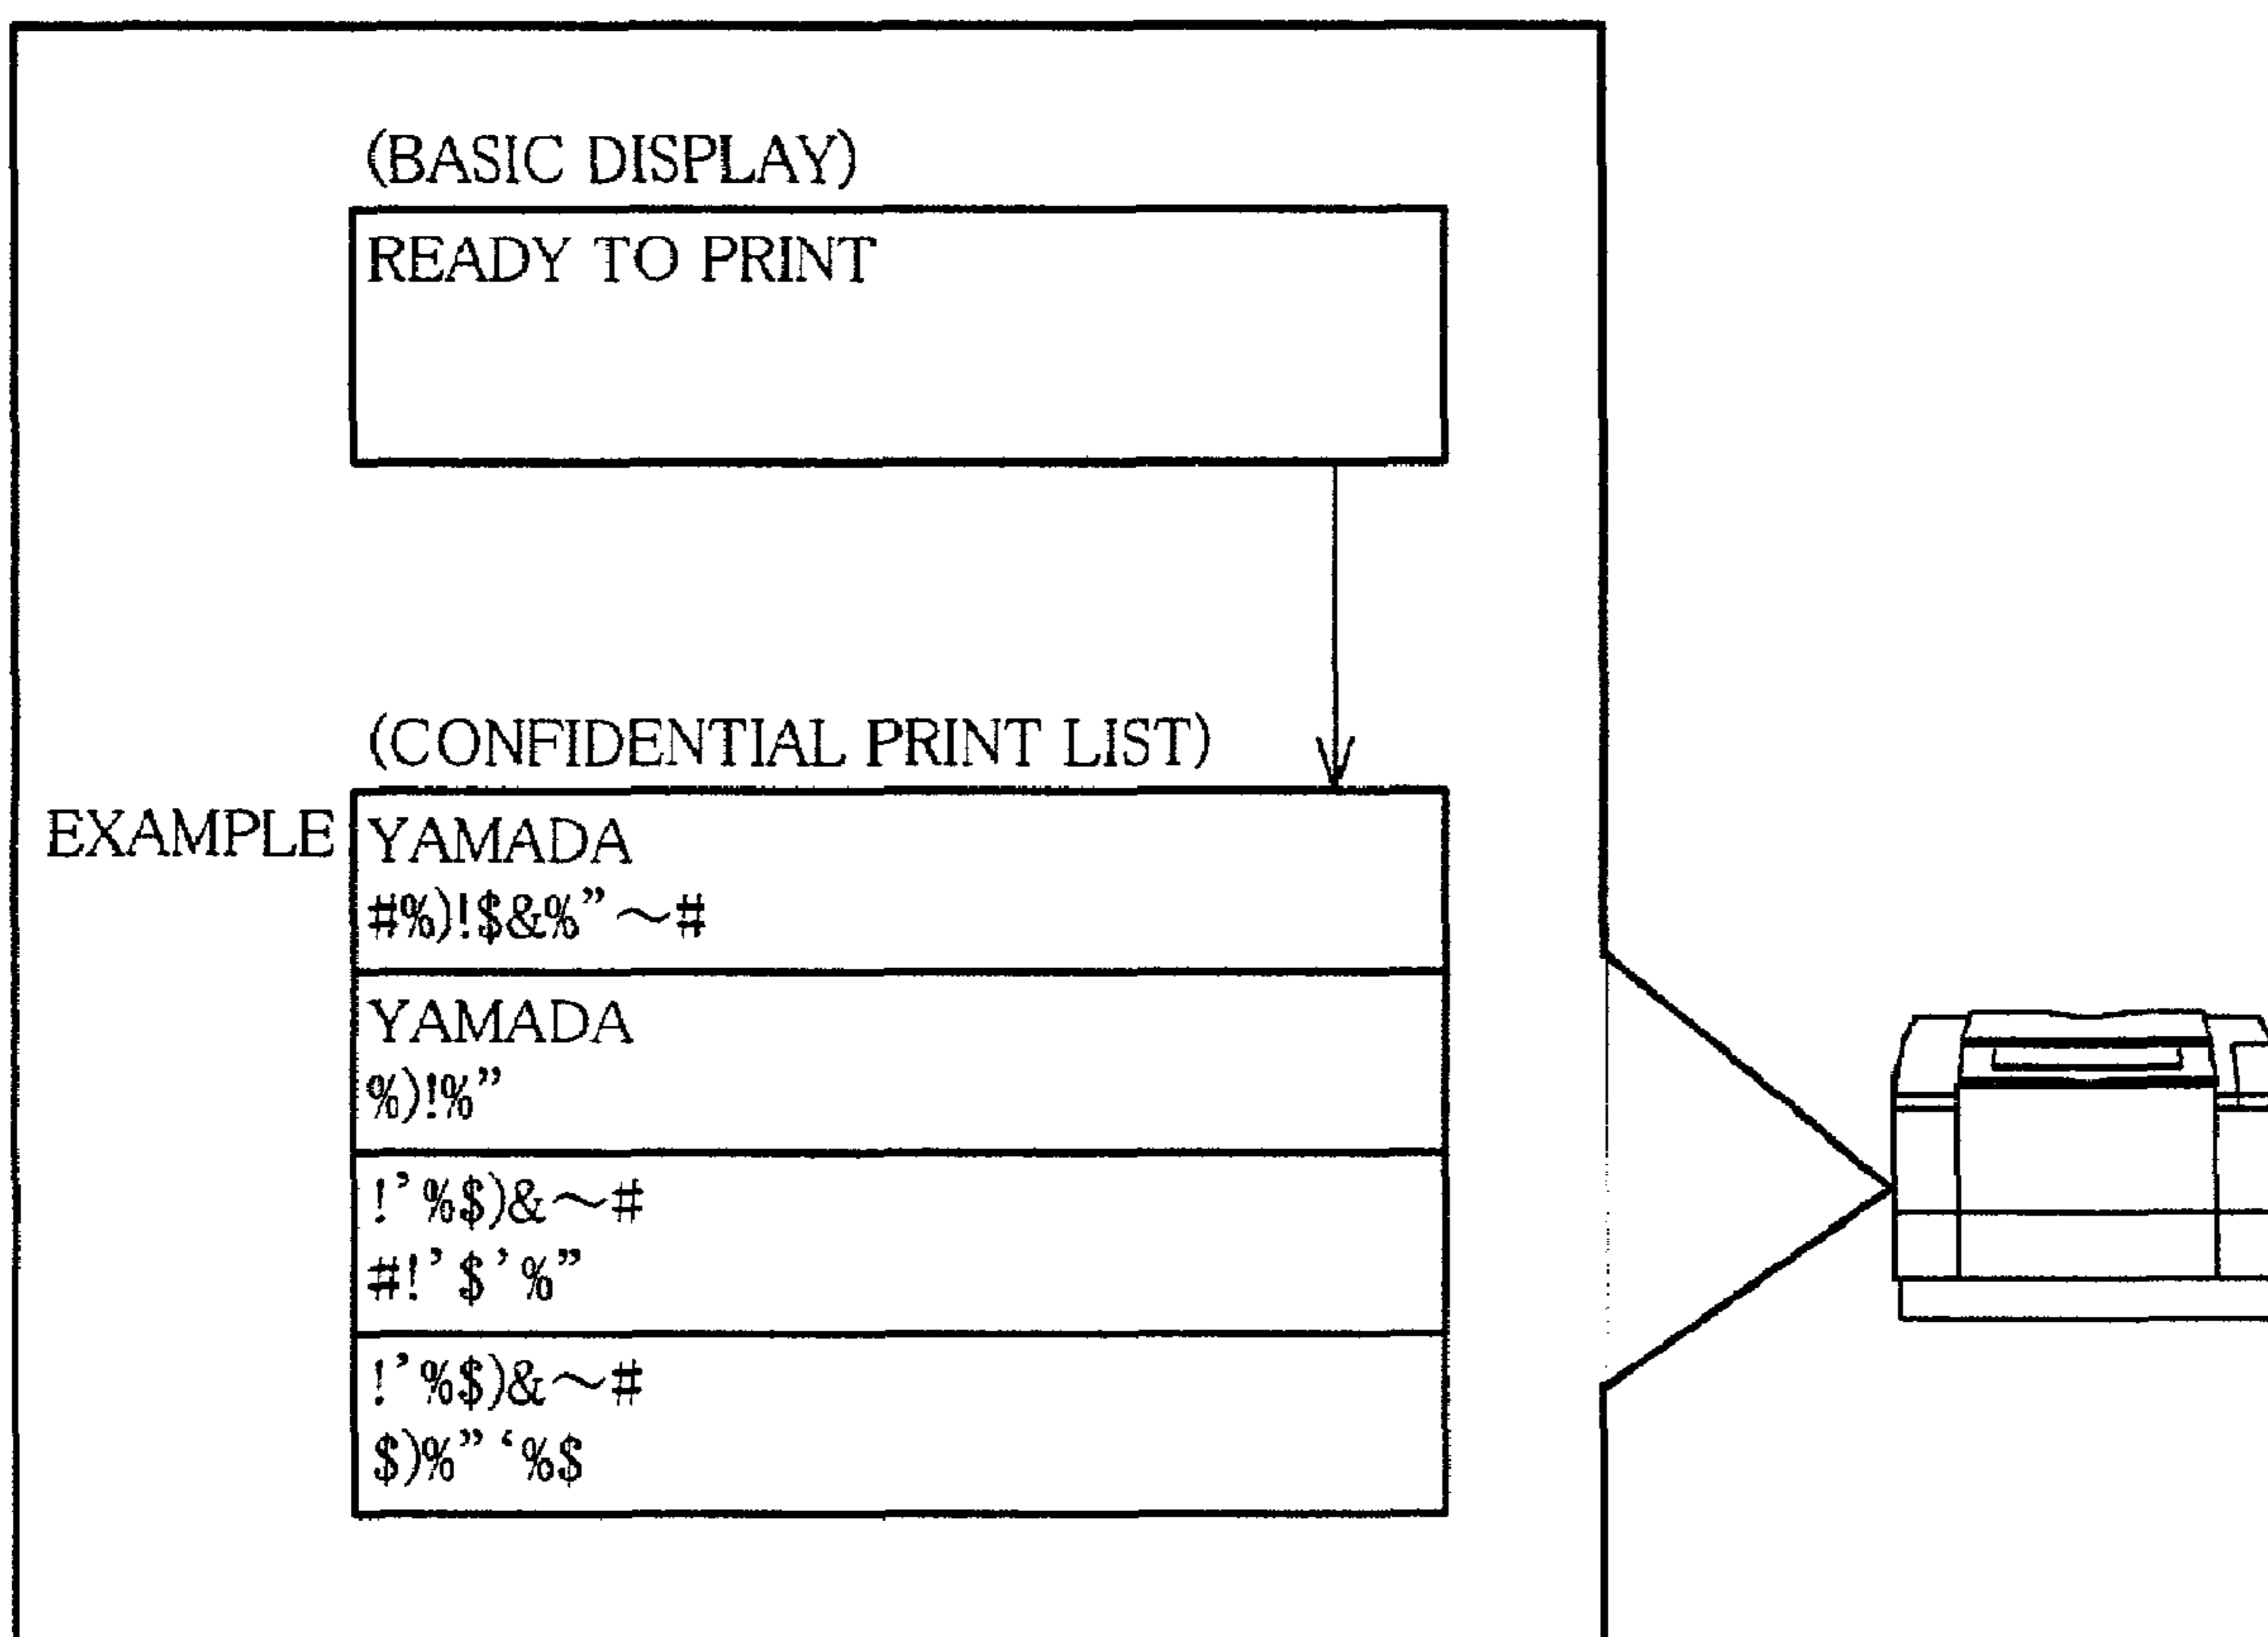 (BASIC DISPLAY)
READY TO PRINT
(CONFIDENTIAL PRINT LIST)
EXAMPLE
YAMADA
#%)!$&%”～#
YAMADA
%)!%”
!’%$)&～#
#!’$’%”
!’%$)&～#
$)%”‘%$